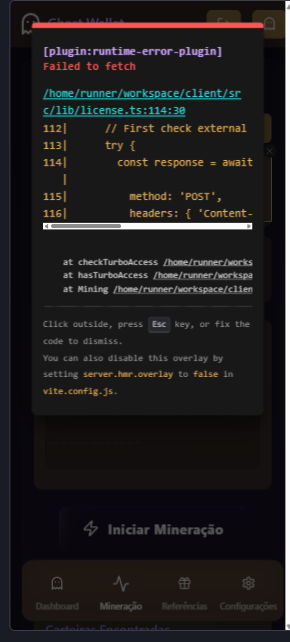 Ghost Wallet
[plugin:runtime-error-plugin]
Failed to fetch
/home/runner/workspace/client/sr
c/lib/license.ts:114:30
112|      // First check external
113|      try {
114|        const response = await
   |
115|          method: 'POST',
116|          headers: { 'Content-
at checkTurboAccess /home/runner/works
at hasTurboAccess /home/runner/workspa
at Mining /home/runner/workspace/clien
Click outside, press Esc key, or fix the
code to dismiss.
You can also disable this overlay by
setting server.hmr.overlay to false in
vite.config.js.
Iniciar Mineração
Dashboard Mineração Referências Configurações
Carteiras Encontradas